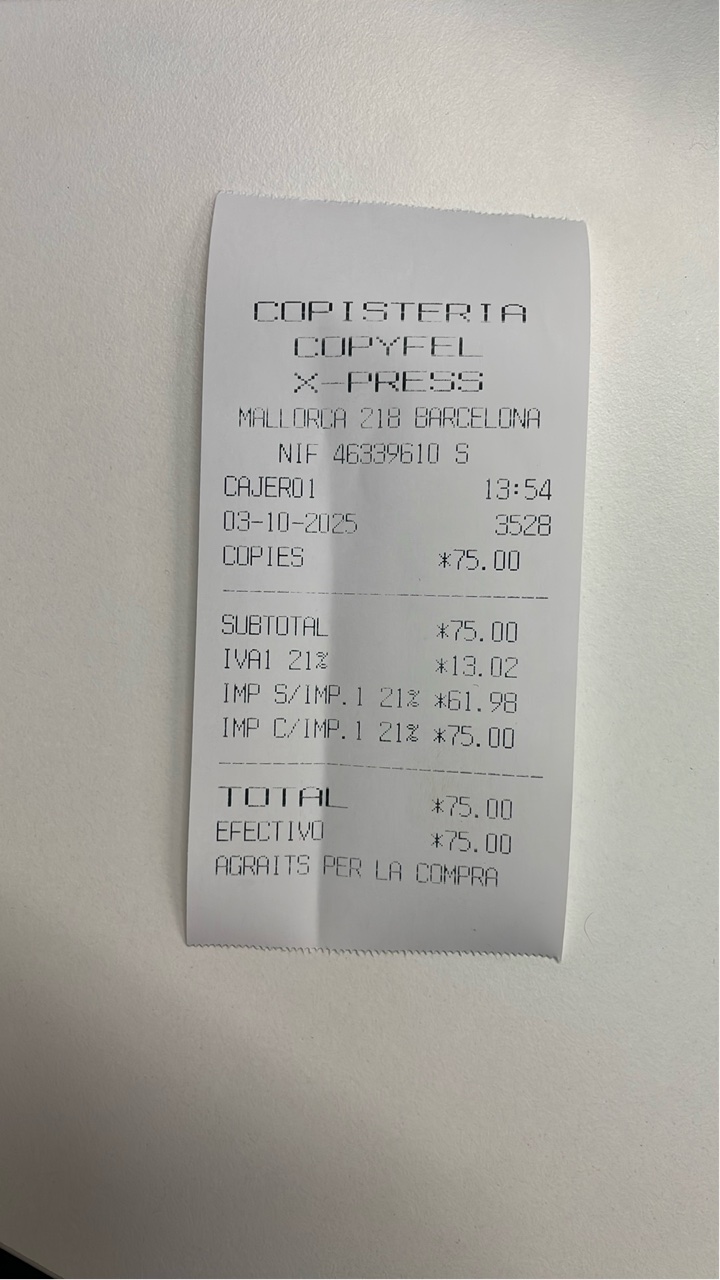 COPISTERIA
COPYFEL
X-PRESS
MALLORCA 218 BARCELONA
NIF 46339610 S
CAJERO1 13:54
03-10-2025 3528
COPIES *75.00
SUBTOTAL *75.00
IVA1 21% *13.02
IMP S/IMP.1 21% *61.98
IMP C/IMP.1 21% *75.00
TOTAL *75.00
EFECTIVO *75.00
AGRAITS PER LA COMPRA